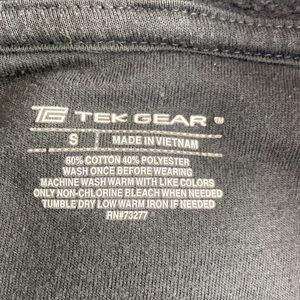 TG TEK GEAR®
S MADE IN VIETNAM
60% COTTON 40% POLYESTER
WASH ONCE BEFORE WEARING
MACHINE WASH WARM WITH LIKE COLORS
ONLY NON-CHLORINE BLEACH WHEN NEEDED
TUMBLE DRY LOW WARM IRON IF NEEDED
RN#73277